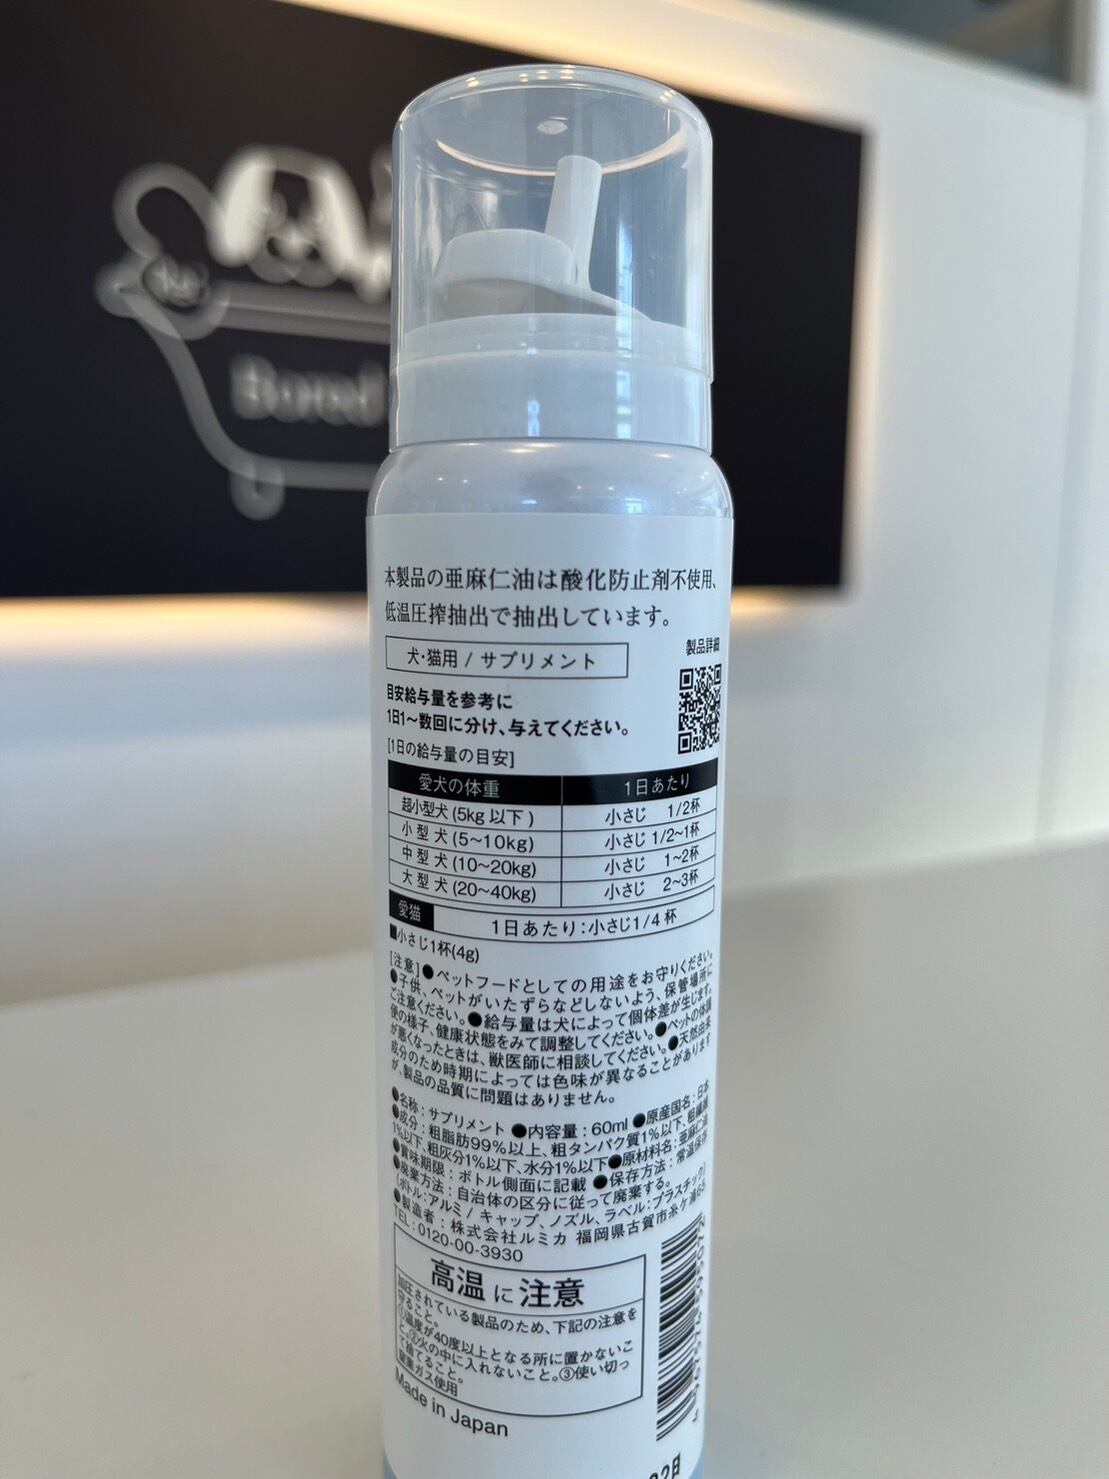 Bored
本製品の亜麻仁油は酸化防止剤不使用、
低温圧搾抽出で抽出しています。
犬・猫用 / サプリメント
製品詳細
目安給与量を参考に
1日1～数回に分け、与えてください。
[1日の給与量の目安]
愛犬の体重 1日あたり
超小型犬 (5kg 以下 ) 小さじ 1/2杯
小 型 犬 (5～10kg) 小さじ 1/2~1杯
中 型 犬 (10～20kg) 小さじ 1~2杯
大 型 犬 (20～40kg) 小さじ 2~3杯
愛猫 1日あたり：小さじ1/4 杯
■小さじ1杯(4g)
[注意]●ペットフードとしての用途をお守りください。
●子供、ペットがいたずらなどしないよう、保管場所に
ご注意ください。●給与量は犬によって個体差が生じます。
便の様子、健康状態をみて調整してください。●ペットの体調
が悪くなったときは、獣医師に相談してください。●天然由来
成分のため時期によっては色味が異なることがあります
が、製品の品質に問題はありません。
●名称：サプリメント ●内容量：60ml ●原産国名：日本
●成分：粗脂肪99%以上、粗タンパク質1%以下、粗繊維
1%以下、粗灰分1%以下、水分1%以下●原材料名：亜麻仁油
●賞味期限：ボトル側面に記載 ●保存方法：常温保存
●廃棄方法：自治体の区分に従って廃棄する。
(ボトル:アルミ / キャップ、ノズル、ラベル:プラスチック)
●製造者：株式会社ルミカ 福岡県古賀市糸ケ浦65
TEL:0120-00-3930
高温に注意
加圧されている製品のため、下記の注意を
守ること。
①温度が40度以上となる所に置かないこ
と。②火の中に入れないこと。③使い切っ
て捨てること。
窒素ガス使用
Made in Japan